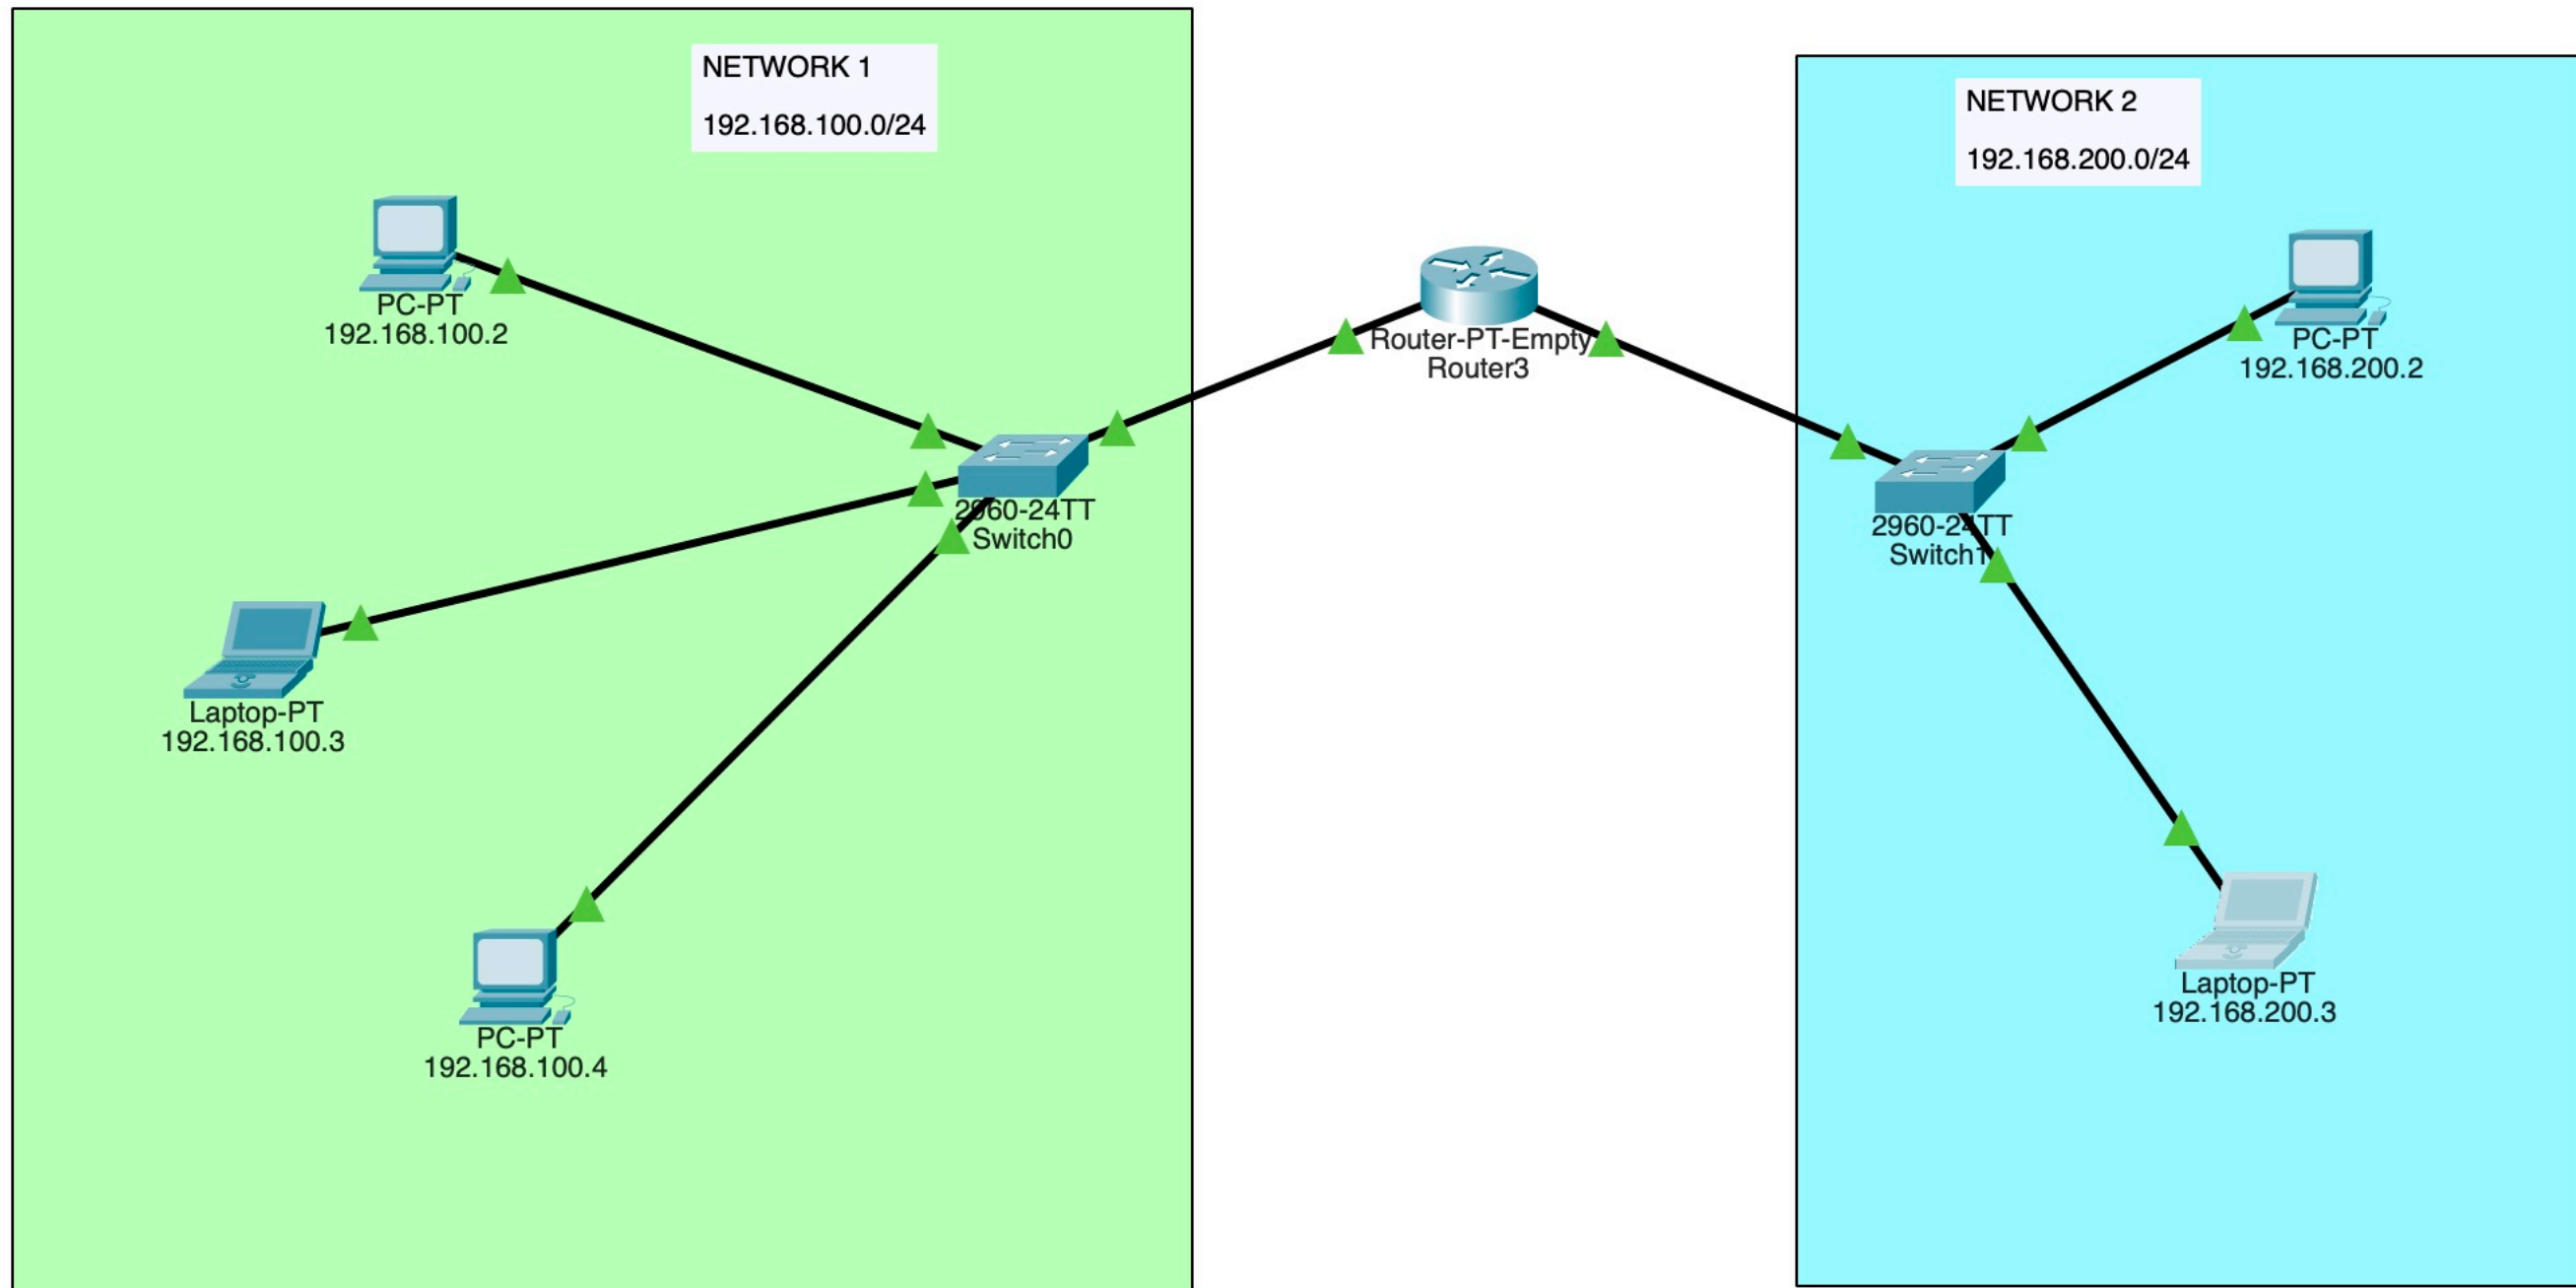 NETWORK 1
192.168.100.0/24
NETWORK 2
192.168.200.0/24
PC-PT
192.168.100.2
Router-PT-Empty
Router3
PC-PT
192.168.200.2
2960-24TT
Switch0
2960-24TT
Switch1
Laptop-PT
192.168.100.3
Laptop-PT
192.168.200.3
PC-PT
192.168.100.4